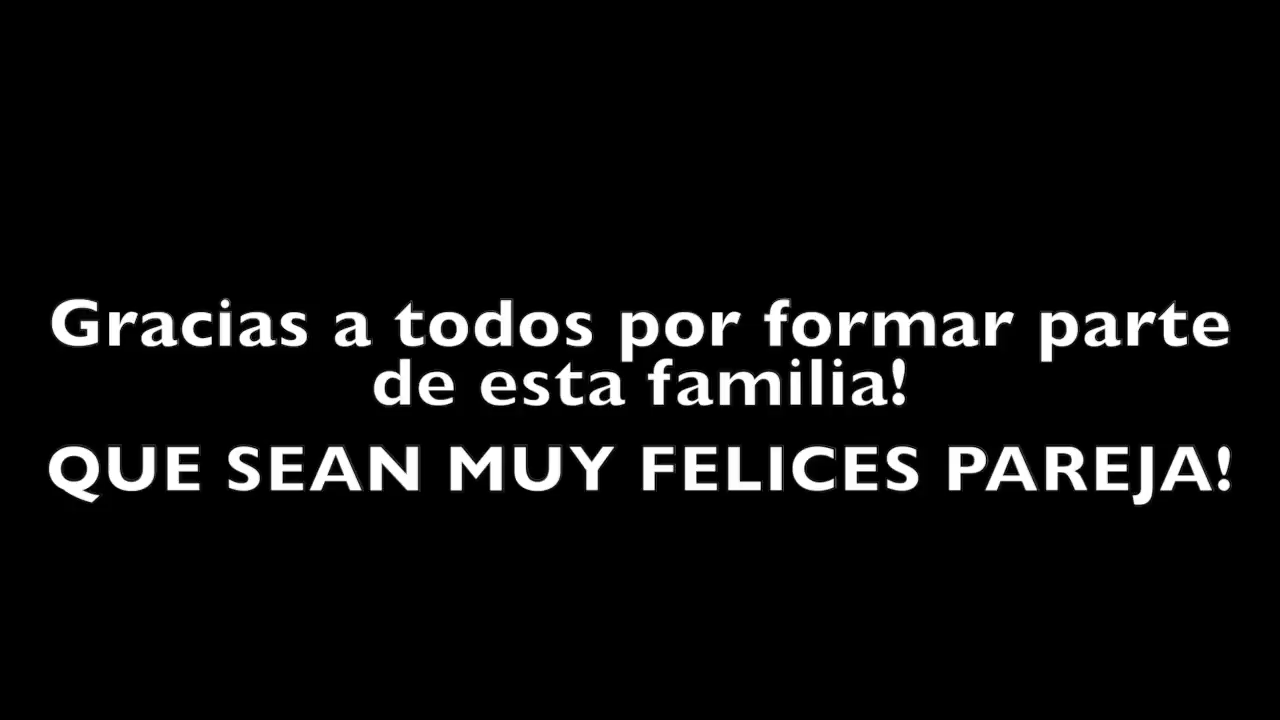 Gracias a todos por formar parte
de esta familia!
QUE SEAN MUY FELICES PAREJA!